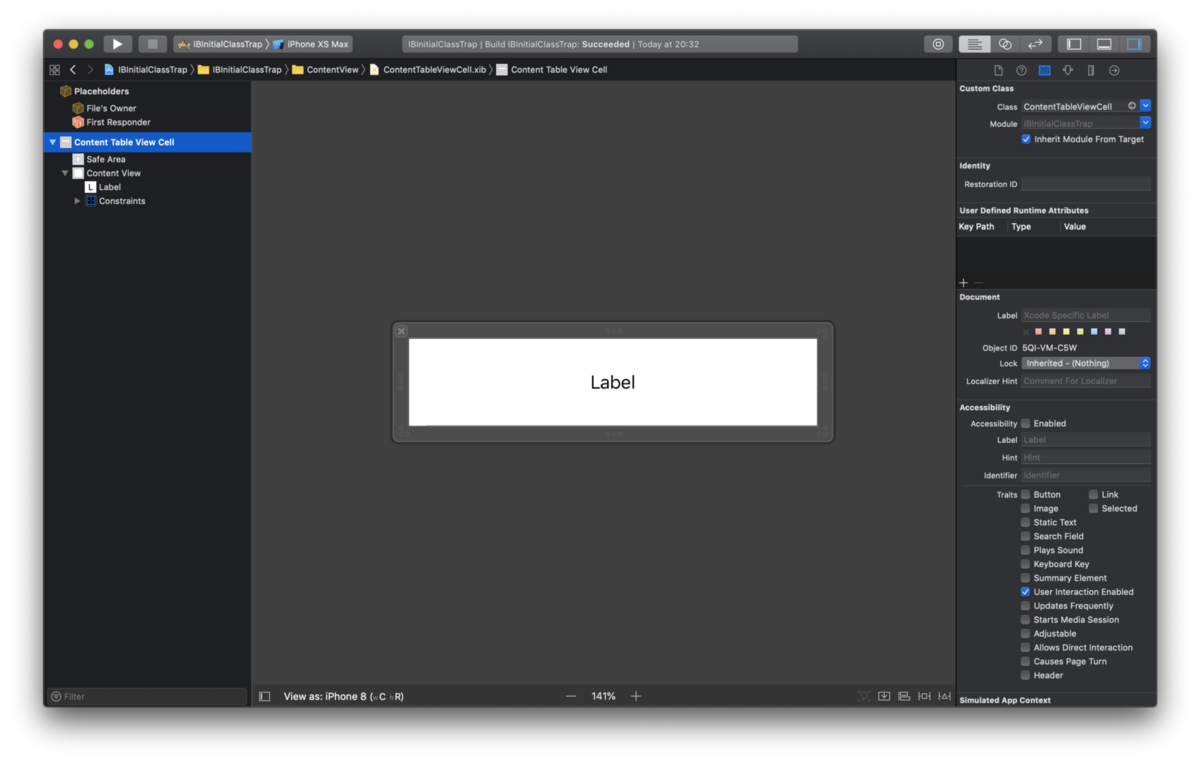 IBInitialClassTrap iPhone XS Max
IBInitialClassTrap | Build IBInitialClassTrap: Succeeded | Today at 20:32
IBInitialClassTrap IBInitialClassTrap ContentView ContentTableViewCell.xib Content Table View Cell
Placeholders
File's Owner
First Responder
Content Table View Cell
Safe Area
Content View
L Label
Constraints
Filter
Label
View as: iPhone 8 (wC hR)
141%
Custom Class
Class ContentTableViewCell
Module IBInitialClassTrap
Inherit Module From Target
Identity
Restoration ID
User Defined Runtime Attributes
Key Path Type Value
Document
Label Xcode Specific Label
Object ID 5QI-VM-C5W
Lock Inherited - (Nothing)
Localizer Hint Comment For Localizer
Accessibility
Accessibility Enabled
Label Label
Hint Hint
Identifier Identifier
Traits Button Link
Image Selected
Static Text
Search Field
Plays Sound
Keyboard Key
Summary Element
User Interaction Enabled
Updates Frequently
Starts Media Session
Adjustable
Allows Direct Interaction
Causes Page Turn
Header
Simulated App Context